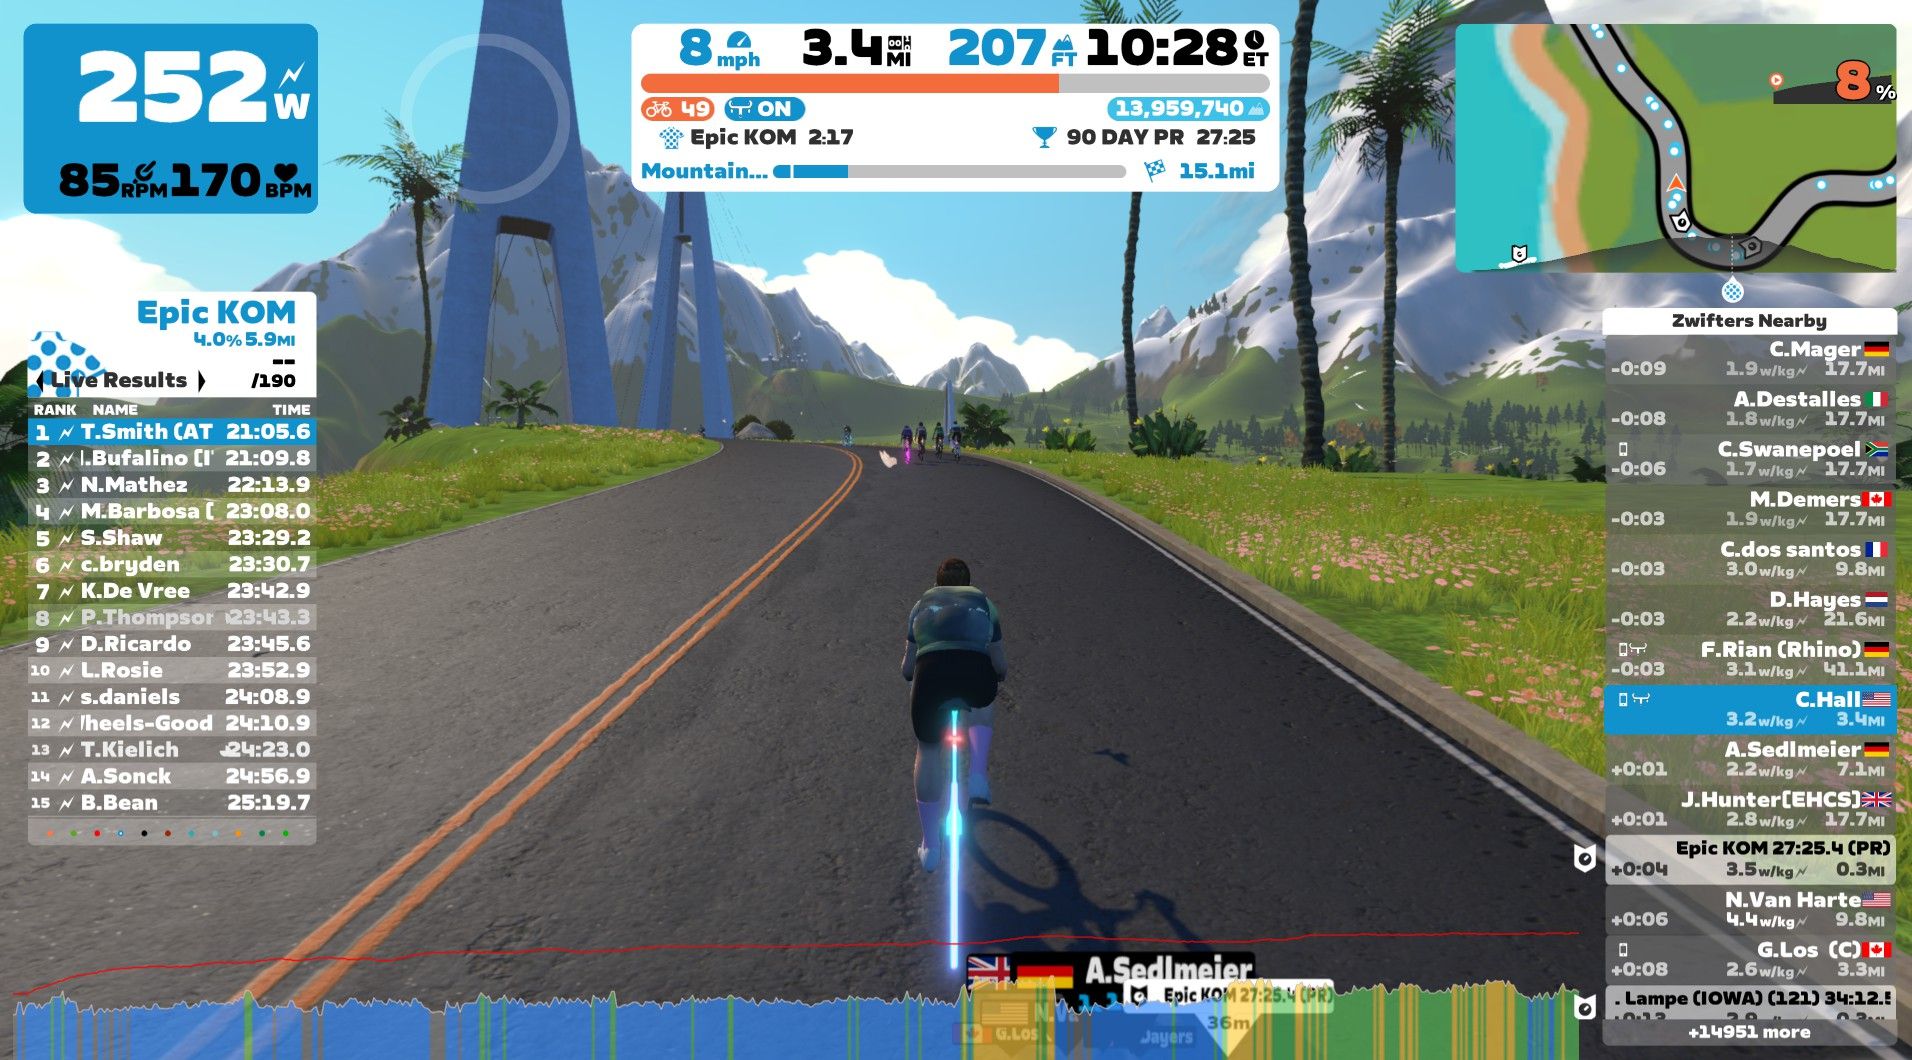 252w
85RPM 170 BPM
8 mph 3.4 MI 207 FT 10:28 ET
49 ON 13,959,740
Epic KOM 2:17 90 DAY PR 27:25
Mountain... 15.1mi
8 %
Epic KOM
4.0% 5.9MI
--
Live Results /190
RANK NAME TIME
1 T.Smith (AT 21:05.6
2 .Bufalino [ 21:09.8
3 N.Mathez 22:13.9
4 M.Barbosa [ 23:08.0
5 S.Shaw 23:29.2
6 c.bryden 23:30.7
7 K.De Vree 23:42.9
8 P.Thompson 23:43.3
9 D.Ricardo 23:45.6
10 L.Rosie 23:52.9
11 s.daniels 24:08.9
12 heels-Good 24:10.9
13 T.Kielich 24:23.0
14 A.Sonck 24:56.9
15 B.Bean 25:19.7
Zwifters Nearby
C.Mager
-0:09 1.9w/kg 17.7MI
A.Destalles
-0:08 1.8w/kg 17.7MI
C.Swanepoel
-0:06 1.7w/kg 17.7MI
M.Demers
-0:03 1.9w/kg 17.7MI
C.dos santos
-0:03 3.0w/kg 9.8MI
D.Hayes
-0:03 2.2w/kg 21.6MI
F.Rian (Rhino)
-0:03 3.1w/kg 41.1MI
C.Hall
3.2w/kg 3.4MI
A.Sedlmeier
+0:01 2.2w/kg 7.1MI
J.Hunter[EHCS]
+0:01 2.8w/kg 17.7MI
Epic KOM 27:25.4 (PR)
+0:04 3.5w/kg 0.3MI
N.Van Harte
+0:06 4.4w/kg 9.8MI
G.Los (C)
+0:08 2.6w/kg 3.3MI
. Lampe (IOWA) (121) 34:12.
+14951 more
A.Sedlmeier
Epic KOM 27:25.4 (PR)
N.Va
36m
G.Los
Jayers